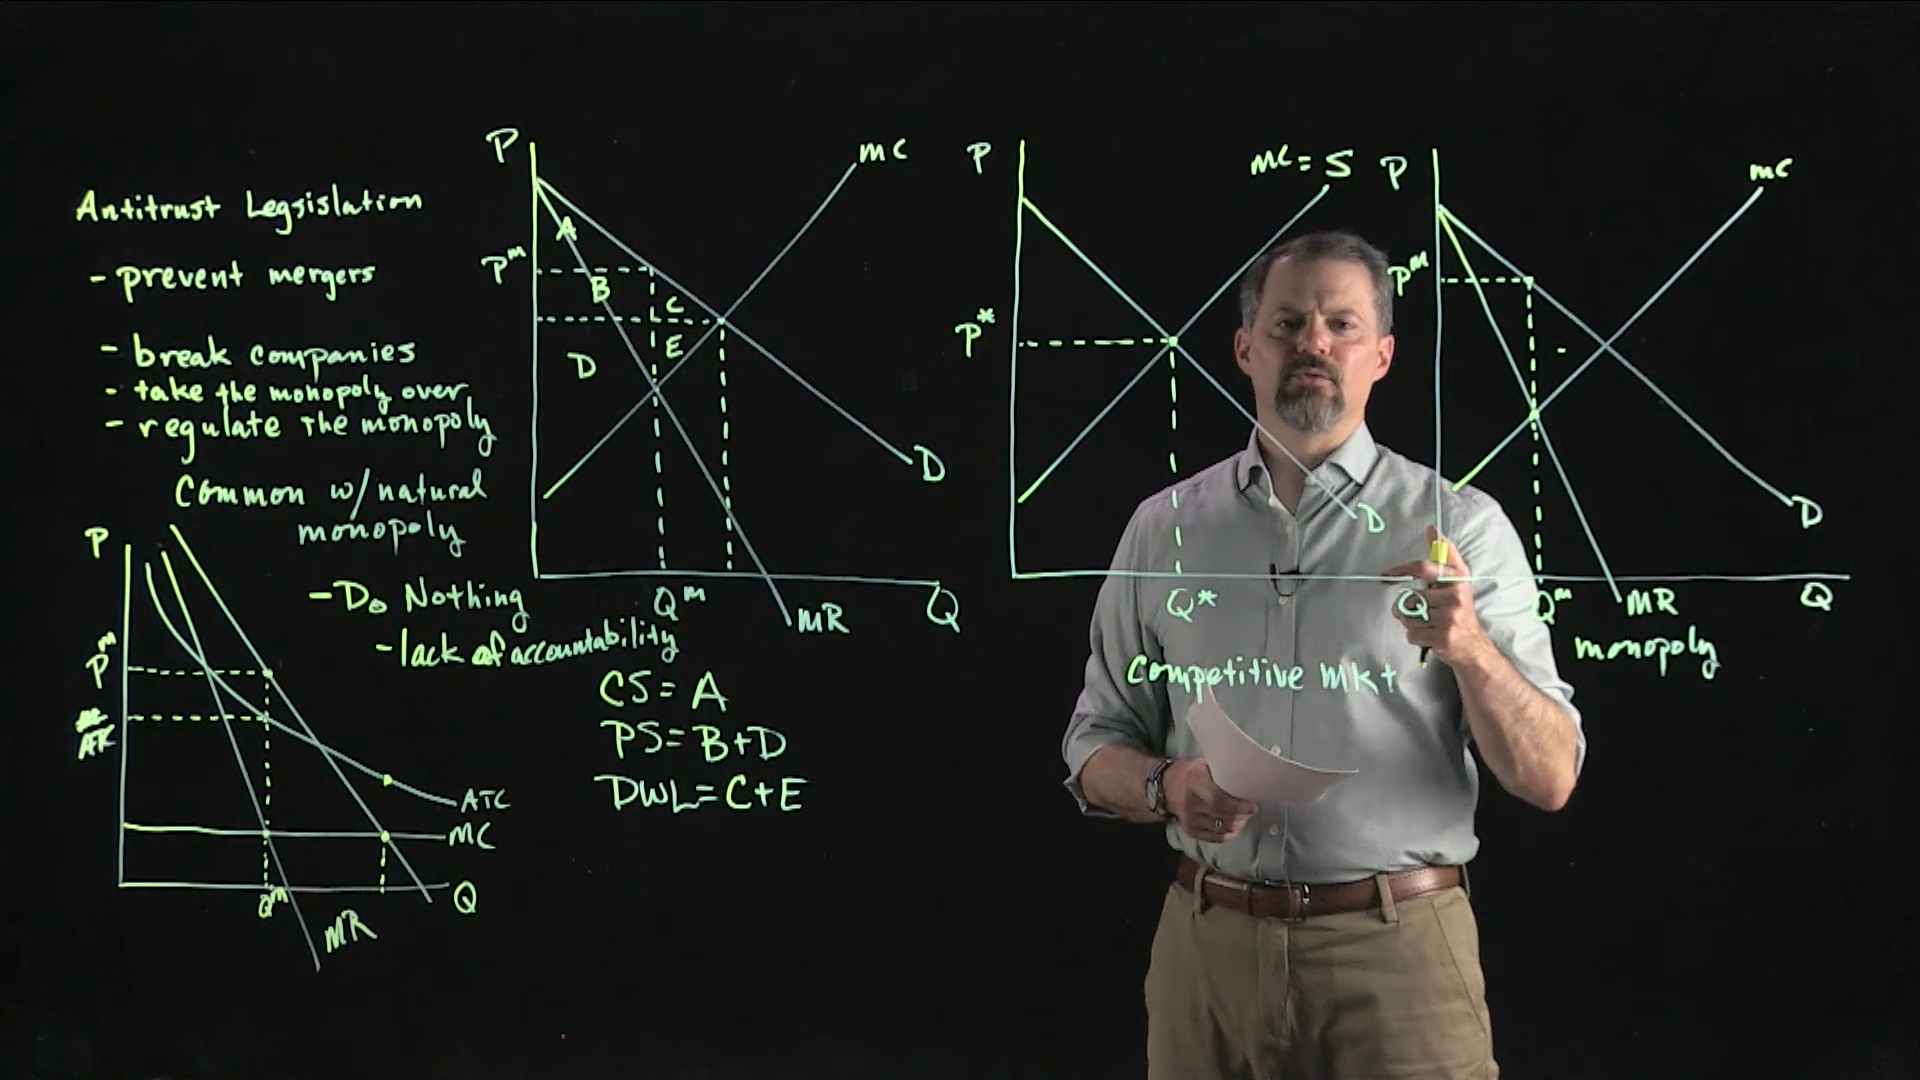 Antitrust Legsislation
- prevent mergers
- break companies
- take the monopoly over
- regulate the monopoly
Common w/natural
monopoly
- Do Nothing
- lack of accountability
P
P^m
ATC
ATC
MC
Q^m
Q
MR
P
MC
A
P^m
B
C
E
D
D
Q^m
MR
Q
CS = A
PS = B+D
DWL = C+E
P
MC = S
P*
D
Q*
Q
Competitive mkt
P
MC
P^m
D
Q^m
MR
Q
monopoly